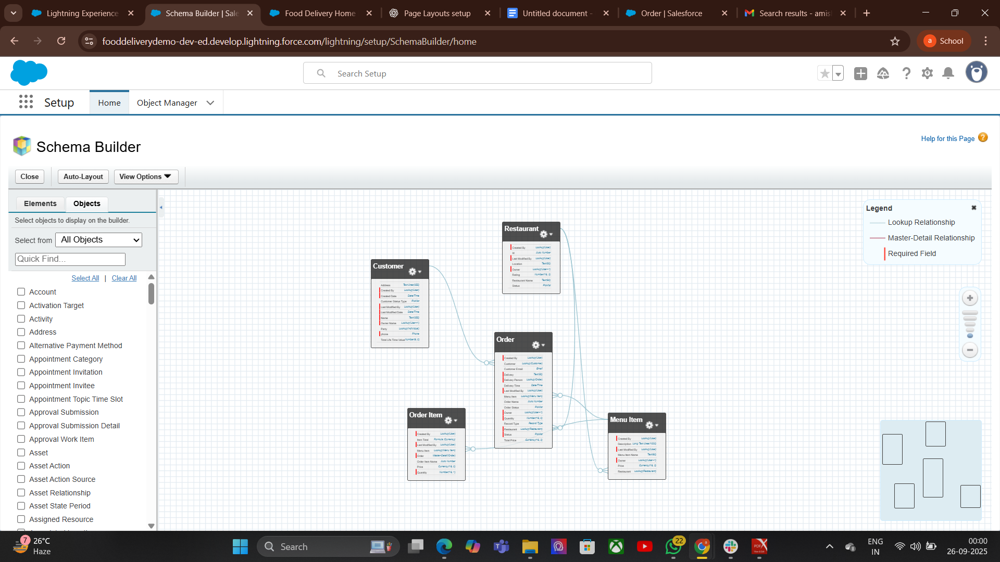 Lightning Experience
Schema Builder | Sale
Food Delivery Home
Page Layouts setup
Untitled document -
Order | Salesforce
Search results - amis
fooddeliverydemo-dev-ed.develop.lightning.force.com/lightning/setup/SchemaBuilder/home
a School
Search Setup
Setup
Home
Object Manager
Schema Builder
Help for this Page ?
Close
Auto-Layout
View Options
Elements
Objects
Select objects to display on the builder.
Select from All Objects
Quick Find...
Select All | Clear All
Account
Activation Target
Activity
Address
Alternative Payment Method
Appointment Category
Appointment Invitation
Appointment Invitee
Appointment Topic Time Slot
Approval Submission
Approval Submission Detail
Approval Work Item
Asset
Asset Action
Asset Action Source
Asset Relationship
Asset State Period
Assigned Resource
Restaurant
Created By Lookup(User)
Id Auto Number
Last Modified By Lookup(User)
Location Text(50)
Owner Lookup(User+1)
Rating Number(16, 2)
Restaurant Name Text(80)
Status Picklist
Customer
Address Text Area(255)
Created By Lookup(User)
Created Date Date/Time
Customer Status Type Picklist
Last Modified By Lookup(User)
Last Modified Date Date/Time
Name Text(255)
Owner Name Lookup(User+1)
Party Lookup(Individual)
phone Phone
Total Life Time Value Number(9, 0)
Order
Created By Lookup(User)
Customer Lookup(Customer)
Customer Email Email
Delivery Text(50)
Delivery Person Lookup(Order)
Delivery Time Date/Time
Last Modified By Lookup(User)
Menu Item Lookup(Menu Item)
Order Name Auto Number
Order Status Picklist
Owner Lookup(User+1)
Quantity Number(18, 0)
Record Type Record Type
Restaurant Lookup(Restaurant)
Status Picklist
Total Price
Order Item
Created By Lookup(User)
Item Total Formula (Currency)
Last Modified By Lookup(User)
Menu Item Lookup(Menu Item)
Order Master-Detail(Order)
Order Item Name Auto Number
Price Currency(18, 0)
Quantity Number(18, 1)
Menu Item
Created By Lookup(User)
Description Long Text Area(1000)
Last Modified By Lookup(User)
Menu Item Name Text(80)
Owner Lookup(User+1)
Price Currency(16, 2)
Restaurant Lookup(Restaurant)
Legend
Lookup Relationship
Master-Detail Relationship
Required Field
7
26°C
Haze
Search
22
ENG
IN
00:00
26-09-2025